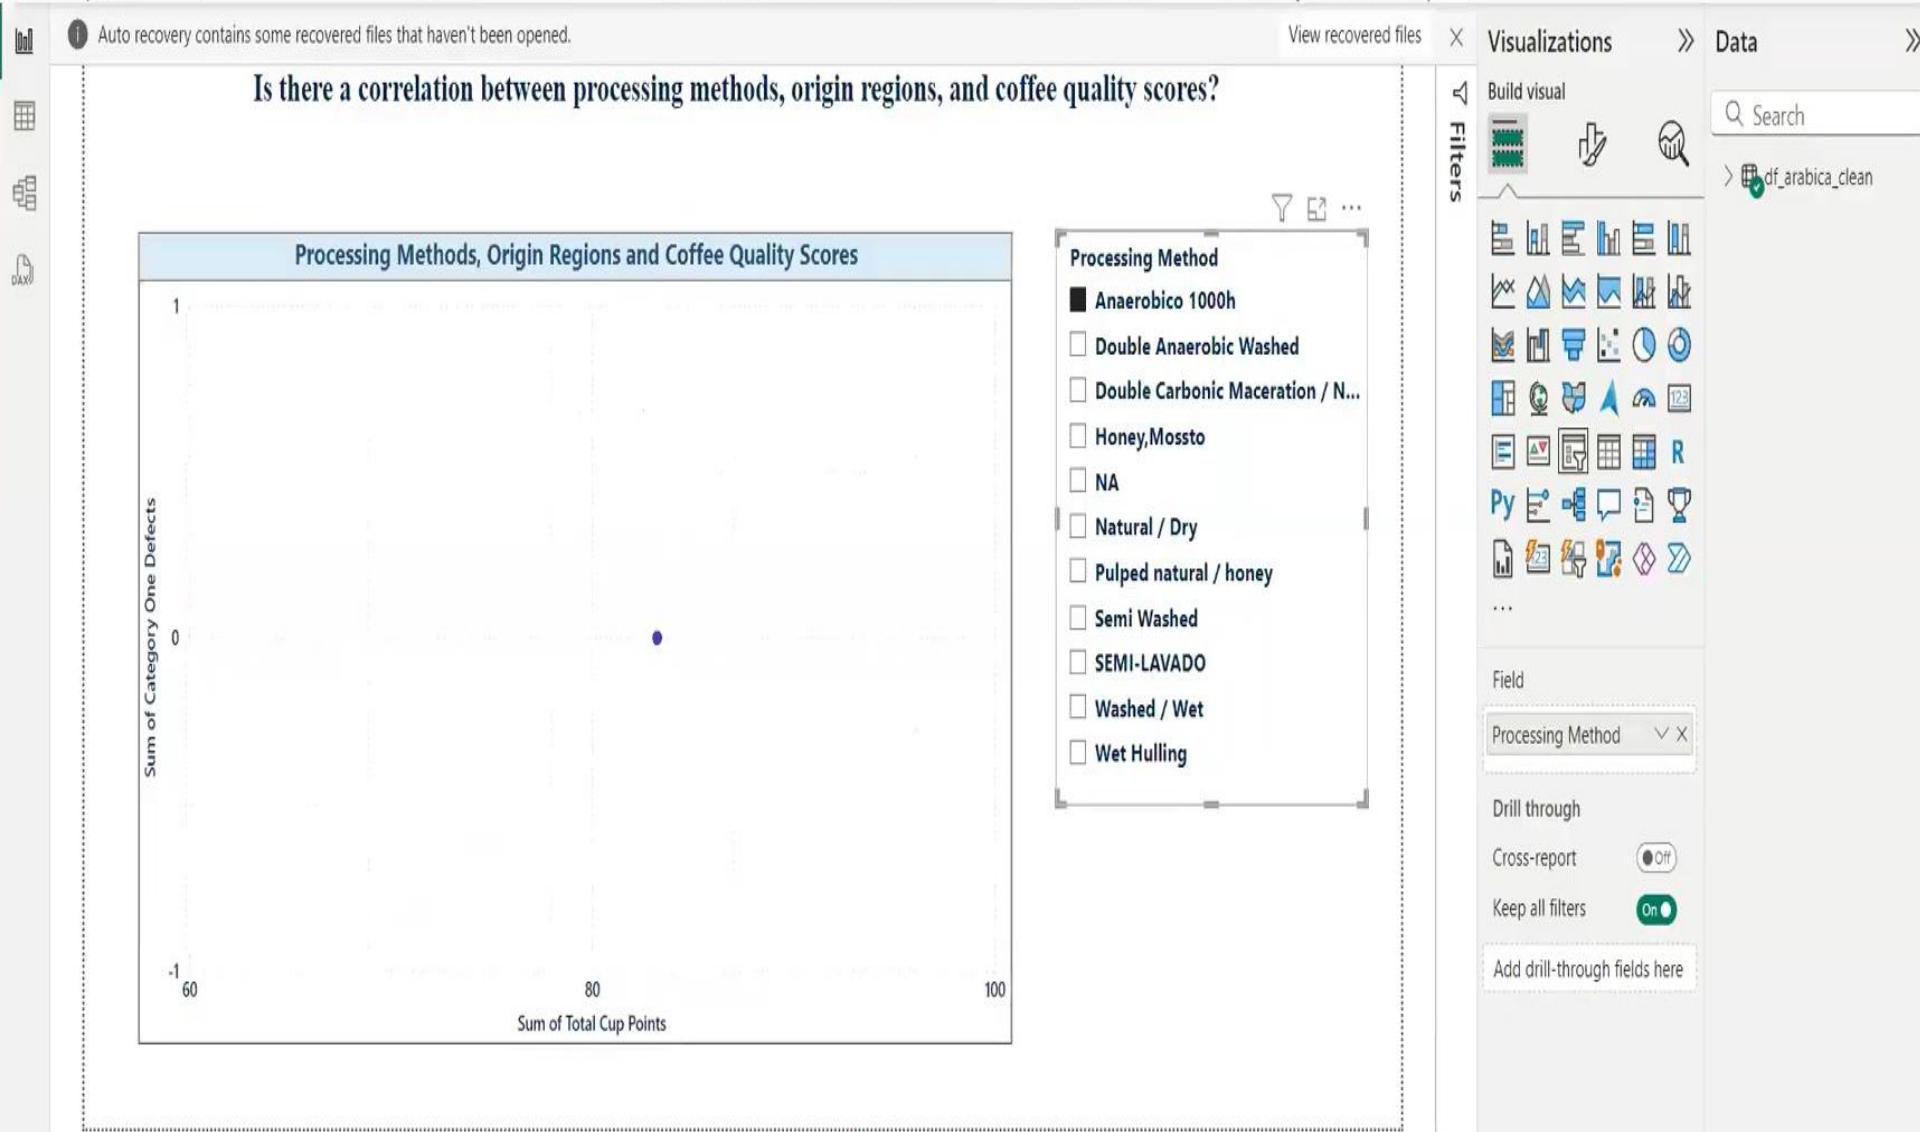 Auto recovery contains some recovered files that haven't been opened.
View recovered files
Is there a correlation between processing methods, origin regions, and coffee quality scores?
Processing Methods, Origin Regions and Coffee Quality Scores
1
0
-1
60
80
100
Sum of Category One Defects
Sum of Total Cup Points
Processing Method
Anaerobico 1000h
Double Anaerobic Washed
Double Carbonic Maceration / N...
Honey,Mossto
NA
Natural / Dry
Pulped natural / honey
Semi Washed
SEMI-LAVADO
Washed / Wet
Wet Hulling
Filters
Visualizations
Build visual
123
R
Py
123
Field
Processing Method
Drill through
Cross-report
Off
Keep all filters
On
Add drill-through fields here
Data
Search
df_arabica_clean
DAX